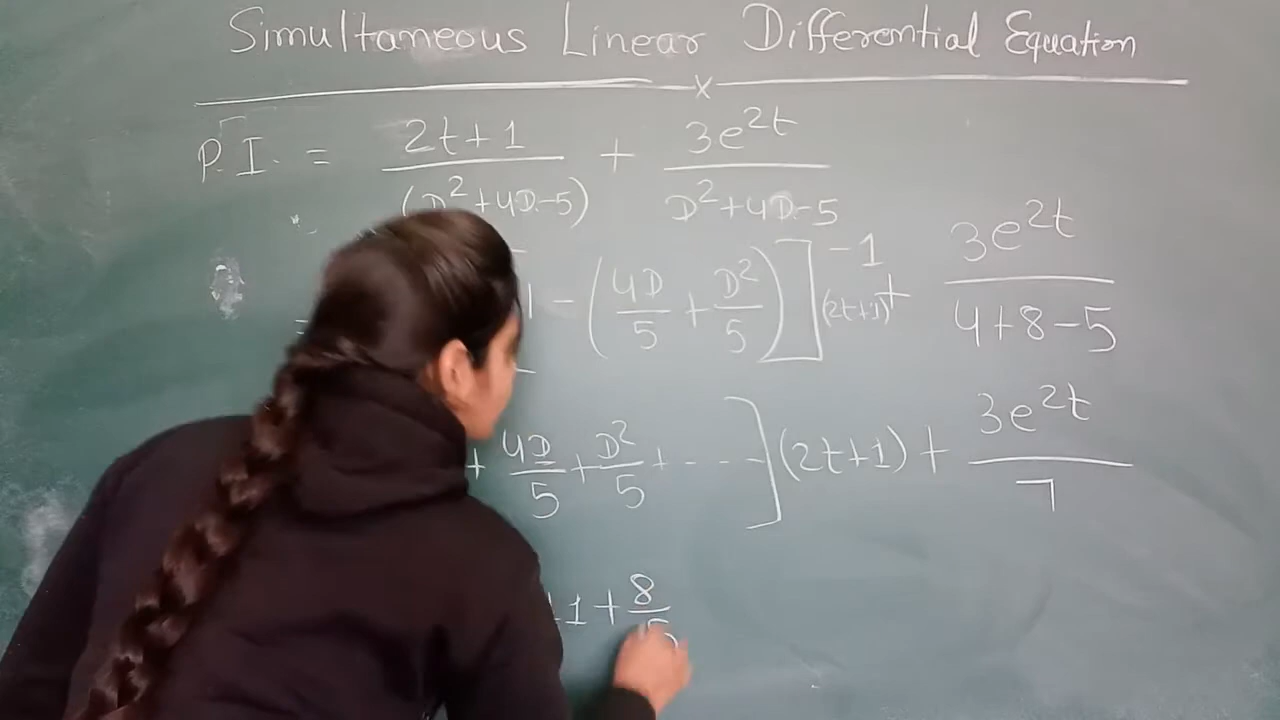 Simultaneous Linear Differential Equation
x
P.I. = 2t+1 / (D²+4D-5) + 3e^2t / D²+4D-5
= 1 - (4D/5 + D²/5)]^-1 (2t+1) + 3e^2t / 4+8-5
+ 4D/5 + D²/5 + - - - -] (2t+1) + 3e^2t / 7
+1 + 8/5